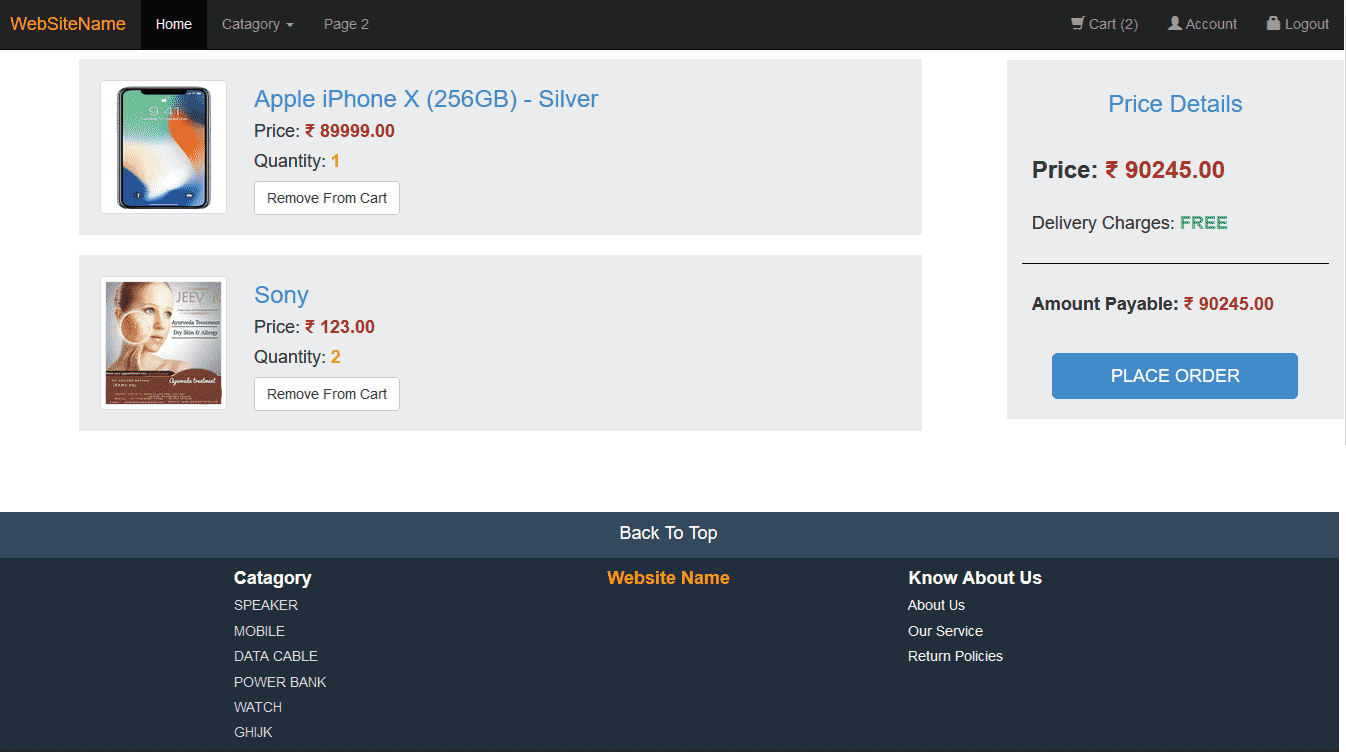 WebSiteName Home Catagory Page 2 Cart (2) Account Logout
Apple iPhone X (256GB) - Silver
Price: ₹ 89999.00
Quantity: 1
Remove From Cart
9:41
Sony
Price: ₹ 123.00
Quantity: 2
Remove From Cart
JEEV
Ayurveda Treatment
Dry Skin & Allergy
Ayurveda treatment
Price Details
Price: ₹ 90245.00
Delivery Charges: FREE
Amount Payable: ₹ 90245.00
PLACE ORDER
Back To Top
Catagory
SPEAKER
MOBILE
DATA CABLE
POWER BANK
WATCH
GHIJK
Website Name
Know About Us
About Us
Our Service
Return Policies